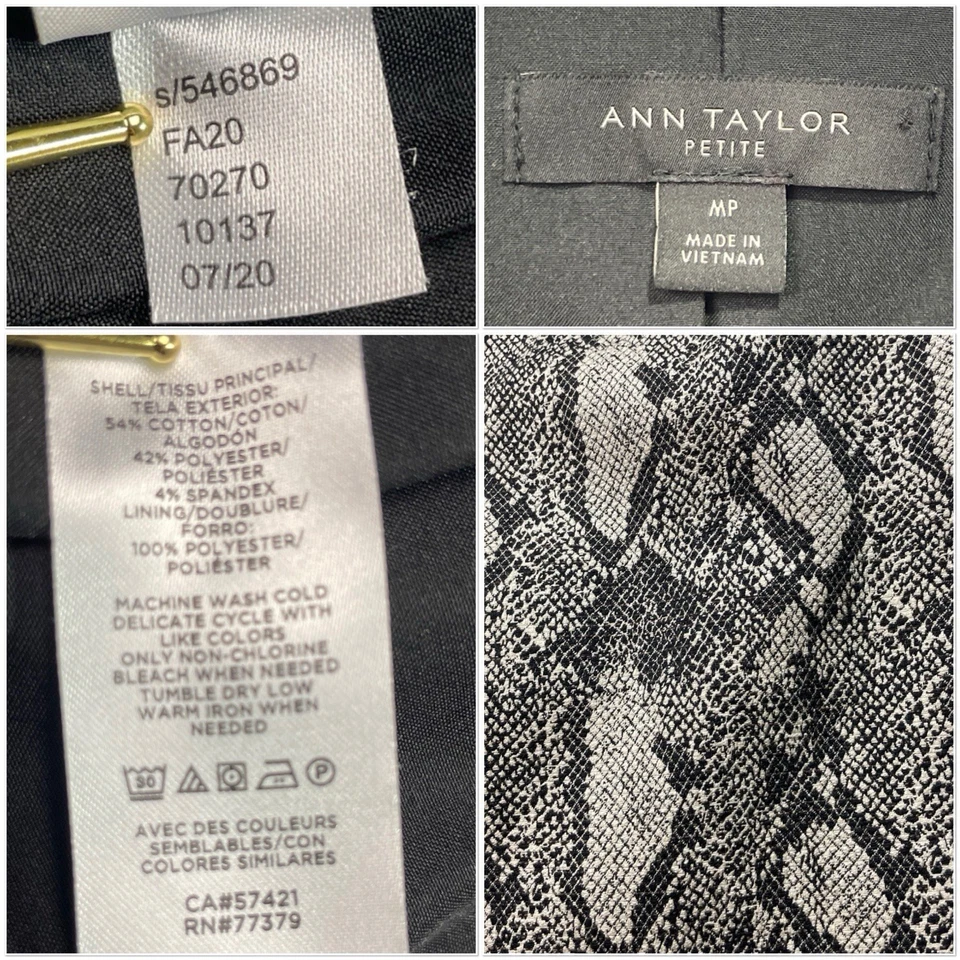 s/546869
FA20
70270
10137
07/20
ANN TAYLOR
PETITE
MP
MADE IN
VIETNAM
SHELL/TISSU PRINCIPAL/
TELA EXTERIOR:
54% COTTON/COTON/
ALGODÓN
42% POLYESTER/
POLIÉSTER
4% SPANDEX
LINING/DOUBLURE/
FORRO:
100% POLYESTER/
POLIÉSTER
MACHINE WASH COLD
DELICATE CYCLE WITH
LIKE COLORS
ONLY NON-CHLORINE
BLEACH WHEN NEEDED
TUMBLE DRY LOW
WARM IRON WHEN
NEEDED
30 P
AVEC DES COULEURS
SEMBLABLES/CON
COLORES SIMILARES
CA#57421
RN#77379